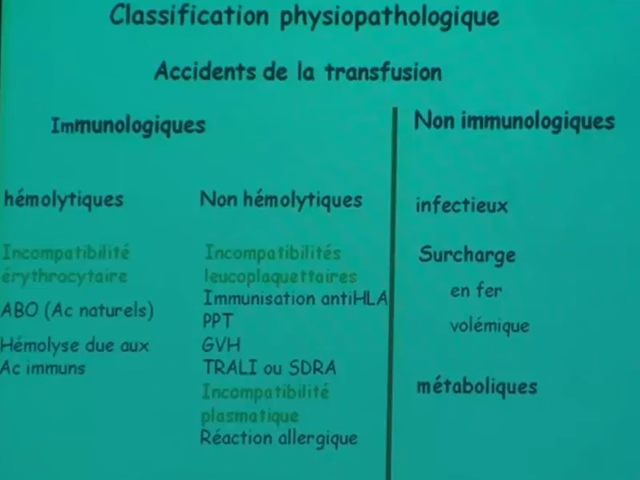 Classification physiopathologique
Accidents de la transfusion
Immunologiques
hémolytiques
Incompatibilité
érythrocytaire
ABO (Ac naturels)
Hémolyse due aux
Ac immuns
Non hémolytiques
Incompatibilités
leucoplaquettaires
Immunisation antiHLA
PPT
GVH
TRALI ou SDRA
Incompatibilité
plasmatique
Réaction allergique
Non immunologiques
infectieux
Surcharge
en fer
volémique
métaboliques